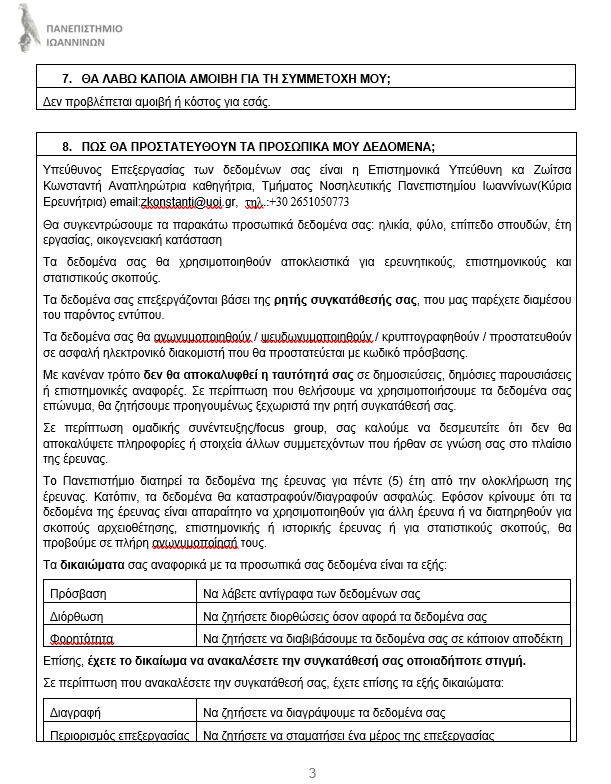 ΠΑΝΕΠΙΣΤΗΜΙΟ
ΙΩΑΝΝΙΝΩΝ
7. ΘΑ ΛΑΒΩ ΚΑΠΟΙΑ ΑΜΟΙΒΗ ΓΙΑ ΤΗ ΣΥΜΜΕΤΟΧΗ ΜΟΥ;
Δεν προβλέπεται αμοιβή ή κόστος για εσάς.
8. ΠΩΣ ΘΑ ΠΡΟΣΤΑΤΕΥΘΟΥΝ ΤΑ ΠΡΟΣΩΠΙΚΑ ΜΟΥ ΔΕΔΟΜΕΝΑ;
Υπεύθυνος Επεξεργασίας των δεδομένων σας είναι η Επιστημονικά Υπεύθυνη κα Ζωίτσα
Κωνσταντή Αναπληρώτρια καθηγήτρια, Τμήματος Νοσηλευτικής Πανεπιστημίου Ιωαννίνων(Κύρια
Ερευνήτρια) email:zkonstanti@uoi.gr, τηλ.:+30 2651050773
Θα συγκεντρώσουμε τα παρακάτω προσωπικά δεδομένα σας: ηλικία, φύλο, επίπεδο σπουδών, έτη
εργασίας, οικογενειακή κατάσταση
Τα δεδομένα σας θα χρησιμοποιηθούν αποκλειστικά για ερευνητικούς, επιστημονικούς και
στατιστικούς σκοπούς.
Τα δεδομένα σας επεξεργάζονται βάσει της ρητής συγκατάθεσής σας, που μας παρέχετε διαμέσου
του παρόντος εντύπου.
Τα δεδομένα σας θα ανωνυμοποιηθούν / ψευδωνυμοποιηθούν / κρυπτογραφηθούν / προστατευθούν
σε ασφαλή ηλεκτρονικό διακομιστή που θα προστατεύεται με κωδικό πρόσβασης.
Με κανέναν τρόπο δεν θα αποκαλυφθεί η ταυτότητά σας σε δημοσιεύσεις, δημόσιες παρουσιάσεις
ή επιστημονικές αναφορές. Σε περίπτωση που θελήσουμε να χρησιμοποιήσουμε τα δεδομένα σας
επώνυμα, θα ζητήσουμε προηγουμένως ξεχωριστά την ρητή συγκατάθεσή σας.
Σε περίπτωση ομαδικής συνέντευξης/focus group, σας καλούμε να δεσμευτείτε ότι δεν θα
αποκαλύψετε πληροφορίες ή στοιχεία άλλων συμμετεχόντων που ήρθαν σε γνώση σας στο πλαίσιο
της έρευνας.
Το Πανεπιστήμιο διατηρεί τα δεδομένα της έρευνας για πέντε (5) έτη από την ολοκλήρωση της
έρευνας. Κατόπιν, τα δεδομένα θα καταστραφούν/διαγραφούν ασφαλώς. Εφόσον κρίνουμε ότι τα
δεδομένα της έρευνας είναι απαραίτητο να χρησιμοποιηθούν για άλλη έρευνα ή να διατηρηθούν για
σκοπούς αρχειοθέτησης, επιστημονικής ή ιστορικής έρευνας ή για στατιστικούς σκοπούς, θα
προβούμε σε πλήρη ανωνυμοποίησή τους.
Τα δικαιώματα σας αναφορικά με τα προσωπικά σας δεδομένα είναι τα εξής:
Πρόσβαση Να λάβετε αντίγραφα των δεδομένων σας
Διόρθωση Να ζητήσετε διορθώσεις όσον αφορά τα δεδομένα σας
Φορητότητα Να ζητήσετε να διαβιβάσουμε τα δεδομένα σας σε κάποιον αποδέκτη
Επίσης, έχετε το δικαίωμα να ανακαλέσετε την συγκατάθεσή σας οποιαδήποτε στιγμή.
Σε περίπτωση που ανακαλέσετε την συγκατάθεσή σας, έχετε επίσης τα εξής δικαιώματα:
Διαγραφή Να ζητήσετε να διαγράψουμε τα δεδομένα σας
Περιορισμός επεξεργασίας Να ζητήσετε να σταματήσει ένα μέρος της επεξεργασίας
3